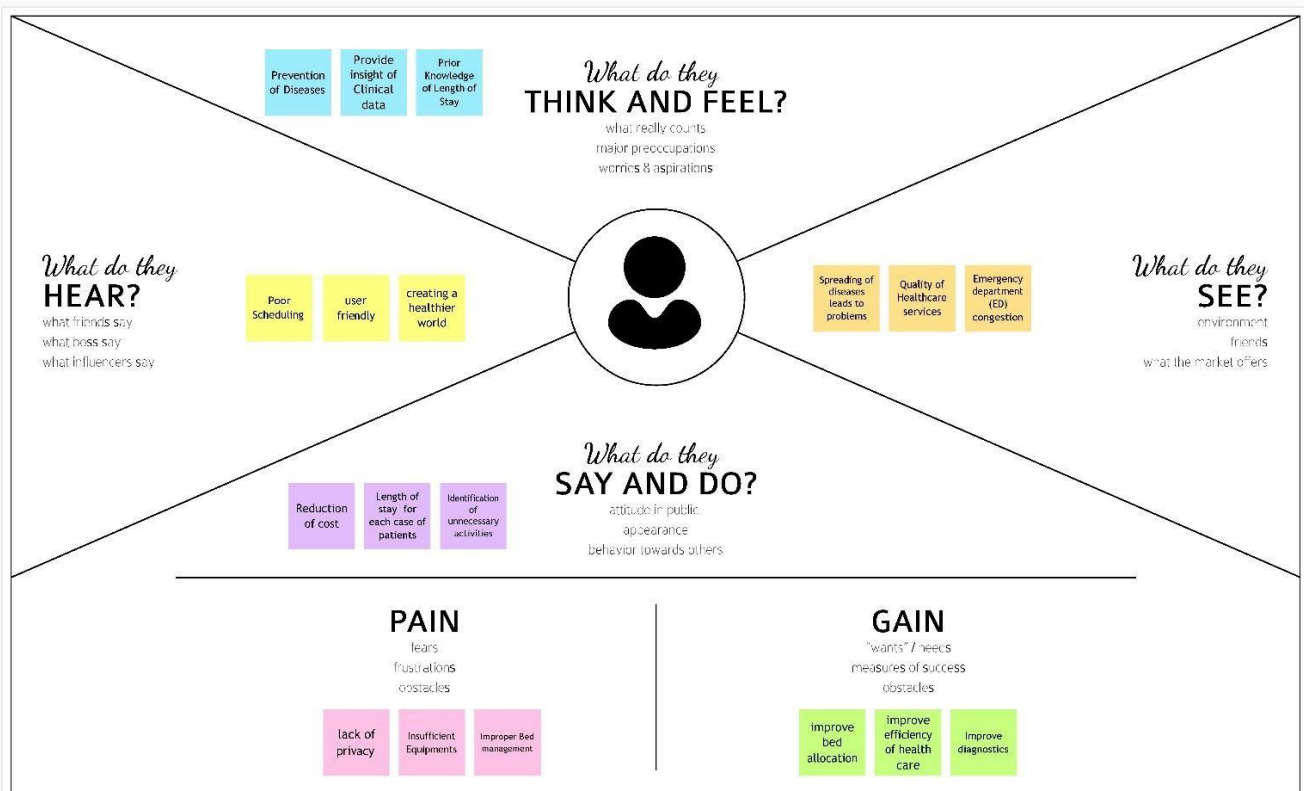 Prevention
of Diseases
Provide
insight of
Clinical
data
Prior
Knowledge
of Length of
Stay
What do they
THINK AND FEEL?
what really counts
major preoccupations
worries & aspirations
What do they
HEAR?
what friends say
what boss say
what influencers say
Poor
Scheduling
user
friendly
creating a
healthier
world
Spreading of
diseases
leads to
problems
Quality of
Healthcare
services
Emergency
department
(ED)
congestion
What do they
SEE?
environment
friends
what the market offers
What do they
SAY AND DO?
attitude in public
appearance
behavior towards others
Reduction
of cost
Length of
stay for
each case of
patients
Identification
of
unnecessary
activities
PAIN
fears
frustrations
obstacles
lack of
privacy
Insufficient
Equipments
Improper Bed
management
GAIN
"wants" / needs
measures of success
obstacles
improve
bed
allocation
improve
efficiency
of health
care
Improve
diagnostics